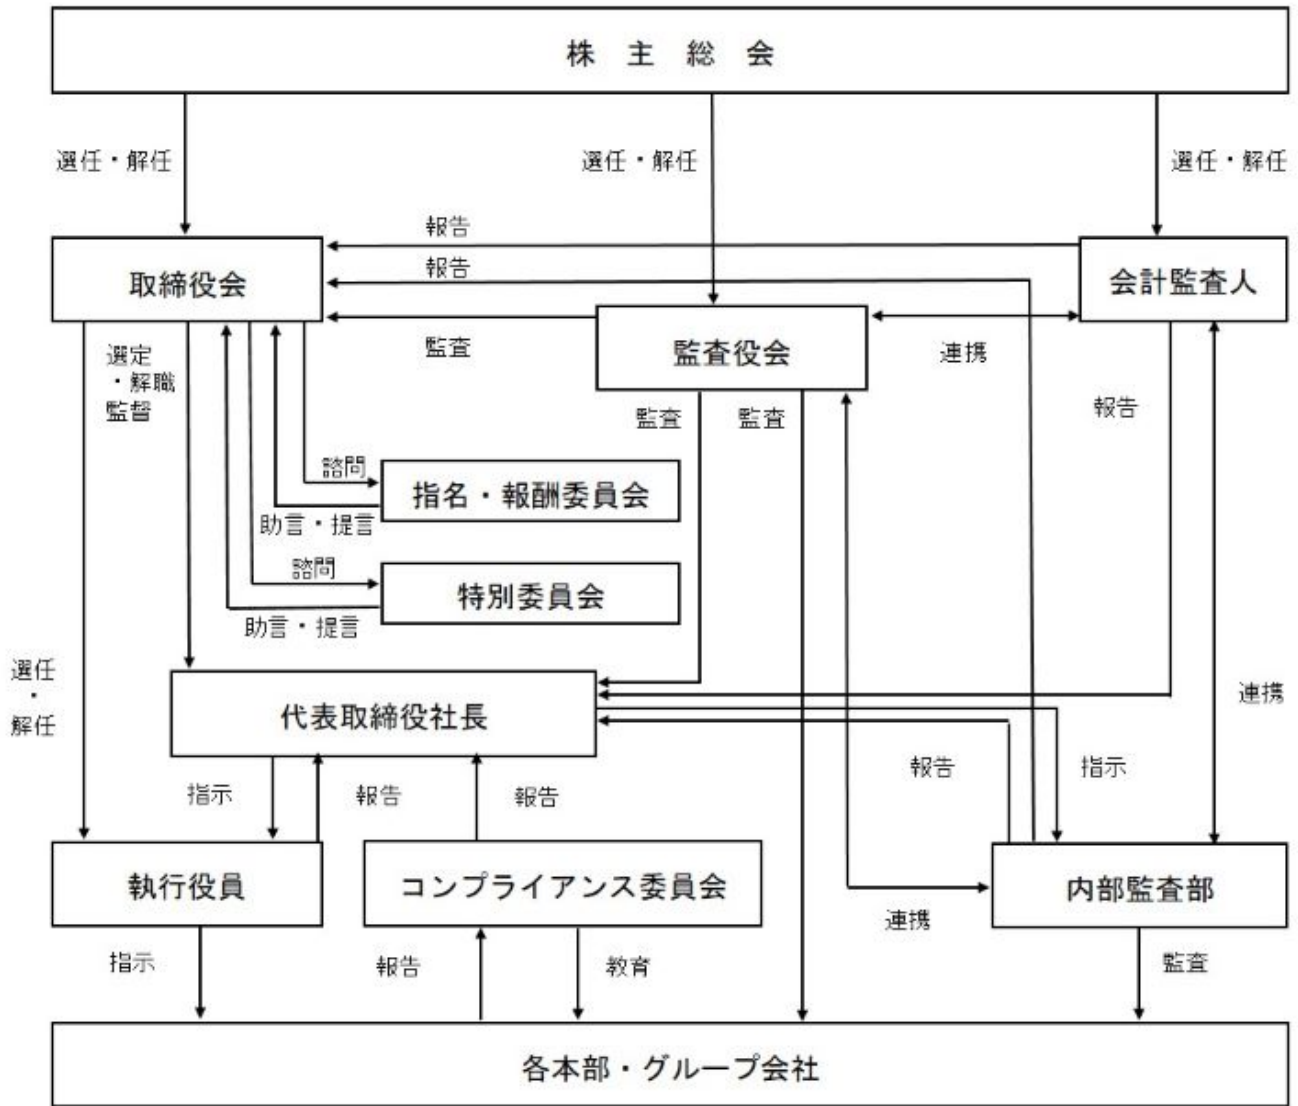 株 主 総 会
選任・解任
選任・解任
選任・解任
報告
取締役会
報告
会計監査人
監査
監査役会
連携
選定
・解職
監督
監査
監査
報告
諮問
指名・報酬委員会
助言・提言
諮問
特別委員会
助言・提言
選任
・
解任
代表取締役社長
連携
指示
報告
報告
報告
指示
執行役員
コンプライアンス委員会
内部監査部
連携
指示
報告
教育
監査
各本部・グループ会社